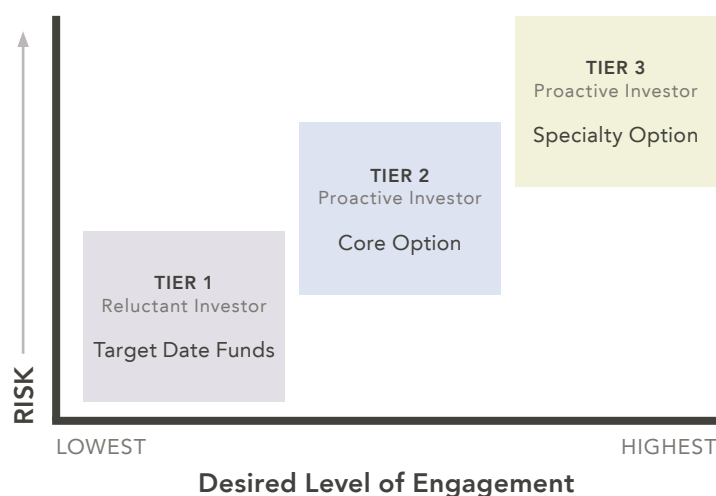 TIER 3
Proactive Investor
Specialty Option
TIER 2
Proactive Investor
Core Option
TIER 1
Reluctant Investor
Target Date Funds
RISK
LOWEST
HIGHEST
Desired Level of Engagement